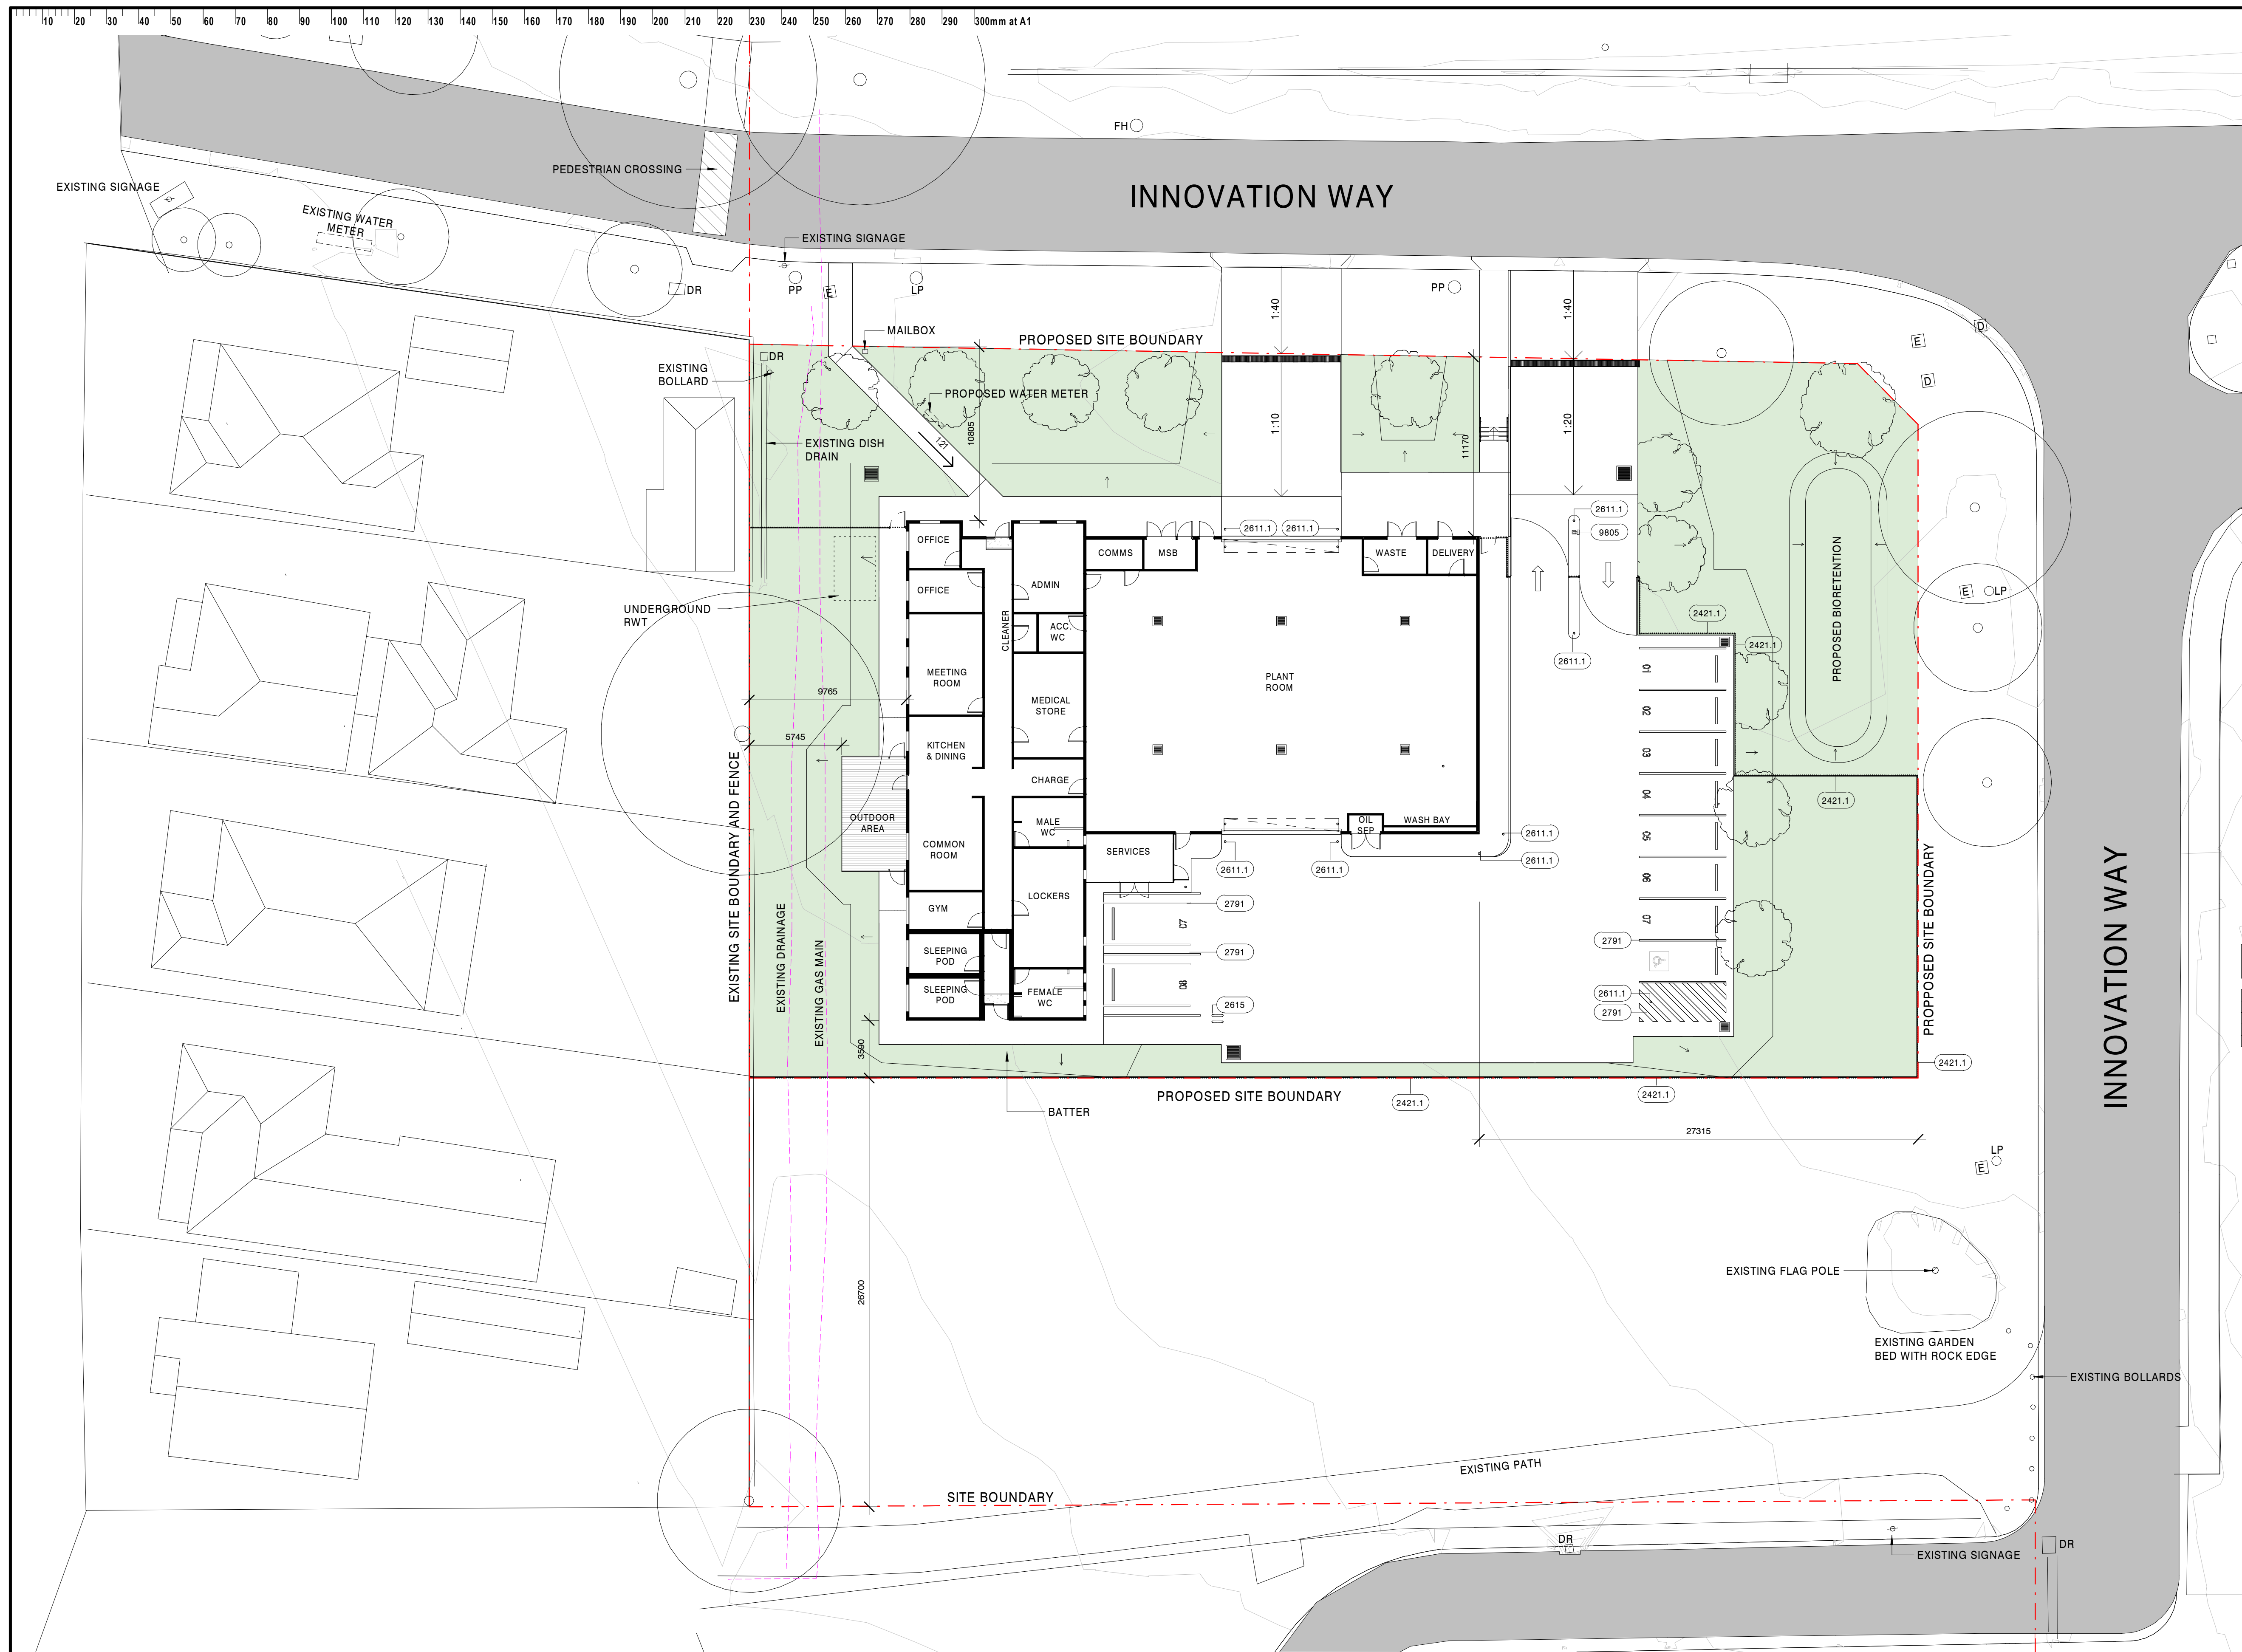 10 20 30 40 50 60 70 80 90 100 110 120 130 140 150 160 170 180 190 200 210 220 230 240 250 260 270 280 290 300mm at A1
FH
PEDESTRIAN CROSSING
INNOVATION WAY
EXISTING SIGNAGE
EXISTING WATER
METER
EXISTING SIGNAGE
DR
PP
E
LP
PP
1:40
1:40
D
E
D
MAILBOX
PROPOSED SITE BOUNDARY
DR
EXISTING
BOLLARD
PROPOSED WATER METER
10805
1:10
11170
1:20
EXISTING DISH
DRAIN
1:21
2611.1
2611.1
2611.1
9805
OFFICE
COMMS
MSB
WASTE
DELIVERY
ADMIN
OFFICE
UNDERGROUND
RWT
CLEANER
ACC.
WC
PROPOSED BIORETENTION
E
LP
2421.1
2421.1
2611.1
MEETING
ROOM
PLANT
ROOM
9765
MEDICAL
STORE
01
02
03
04
05
06
07
5745
KITCHEN
& DINING
CHARGE
2421.1
EXISTING SITE BOUNDARY AND FENCE
OUTDOOR
AREA
MALE
WC
OIL
SEP
WASH BAY
2611.1
COMMON
ROOM
SERVICES
2611.1
2611.1
2611.1
PROPPOSED SITE BOUNDARY
INNOVATION WAY
LOCKERS
GYM
2791
07
EXISTING DRAINAGE
EXISTING GAS MAIN
2791
2791
SLEEPING
POD
08
SLEEPING
POD
FEMALE
WC
2615
2611.1
2791
3590
2421.1
BATTER
PROPOSED SITE BOUNDARY
2421.1
2421.1
27315
LP
E
EXISTING FLAG POLE
26700
EXISTING GARDEN
BED WITH ROCK EDGE
EXISTING BOLLARDS
EXISTING PATH
SITE BOUNDARY
DR
DR
EXISTING SIGNAGE